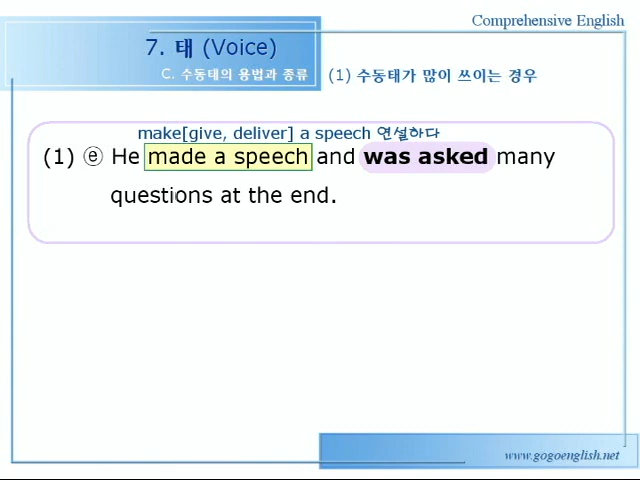 Comprehensive English
7. 태 (Voice)
C. 수동태의 용법과 종류 (1) 수동태가 많이 쓰이는 경우
make[give, deliver] a speech 연설하다
(1) ⓔ He made a speech and was asked many
questions at the end.
www.gogoenglish.net